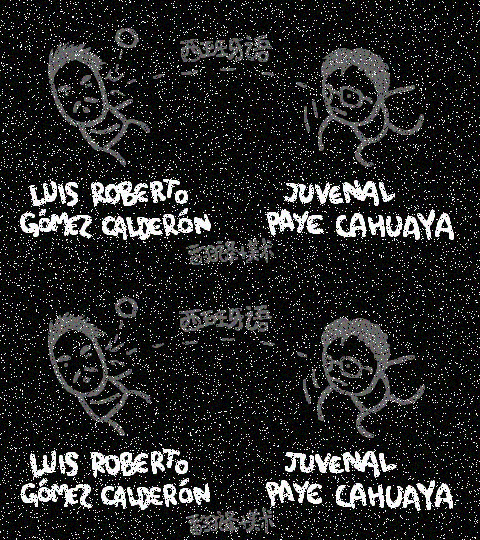 西班牙语
LUIS ROBERTO
GÓMEZ CALDERÓN
JUVENAL
PAYE CAHUAYA
西班牙语
LUIS ROBERTO
GÓMEZ CALDERÓN
JUVENAL
PAYE CAHUAYA